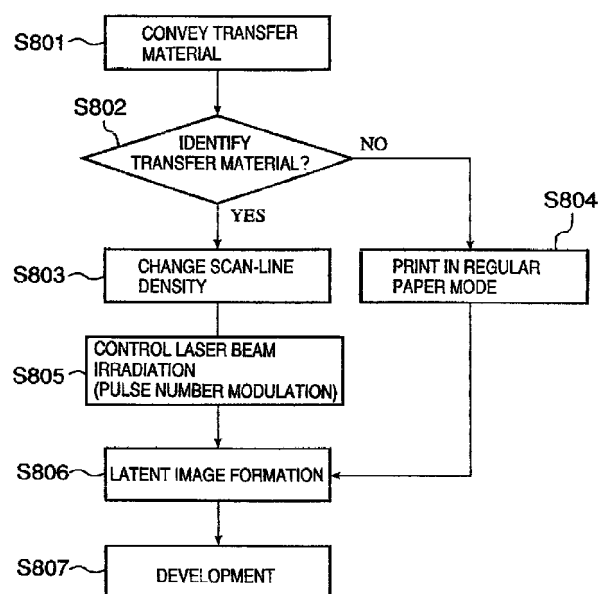 S801
CONVEY TRANSFER
MATERIAL
S802
IDENTIFY
TRANSFER MATERIAL?
NO
YES
S804
S803
CHANGE SCAN-LINE
DENSITY
PRINT IN REGULAR
PAPER MODE
S805
CONTROL LASER BEAM
IRRADIATION
(PULSE NUMBER MODULATION)
S806
LATENT IMAGE FORMATION
S807
DEVELOPMENT